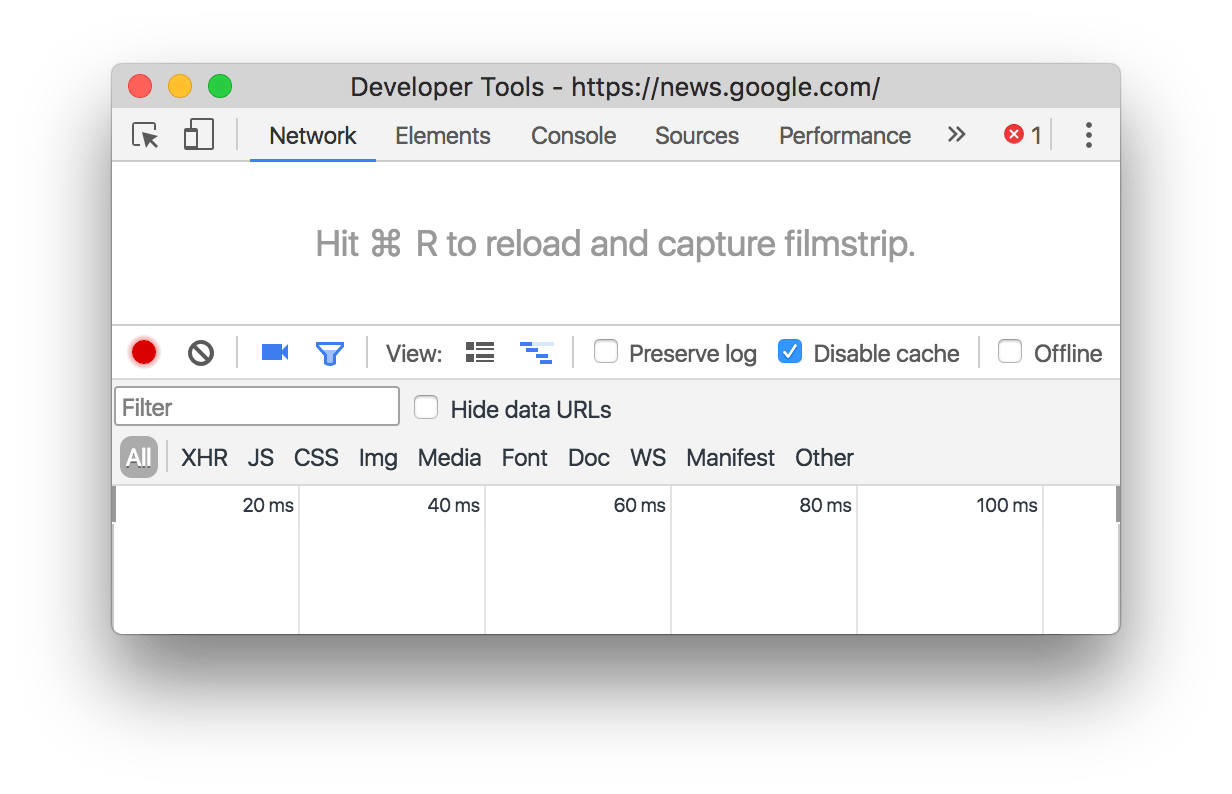 Developer Tools - https://news.google.com/
Network Elements Console Sources Performance » 1
Hit ⌘ R to reload and capture filmstrip.
View: Preserve log Disable cache Offline
Filter Hide data URLs
All XHR JS CSS Img Media Font Doc WS Manifest Other
20 ms 40 ms 60 ms 80 ms 100 ms